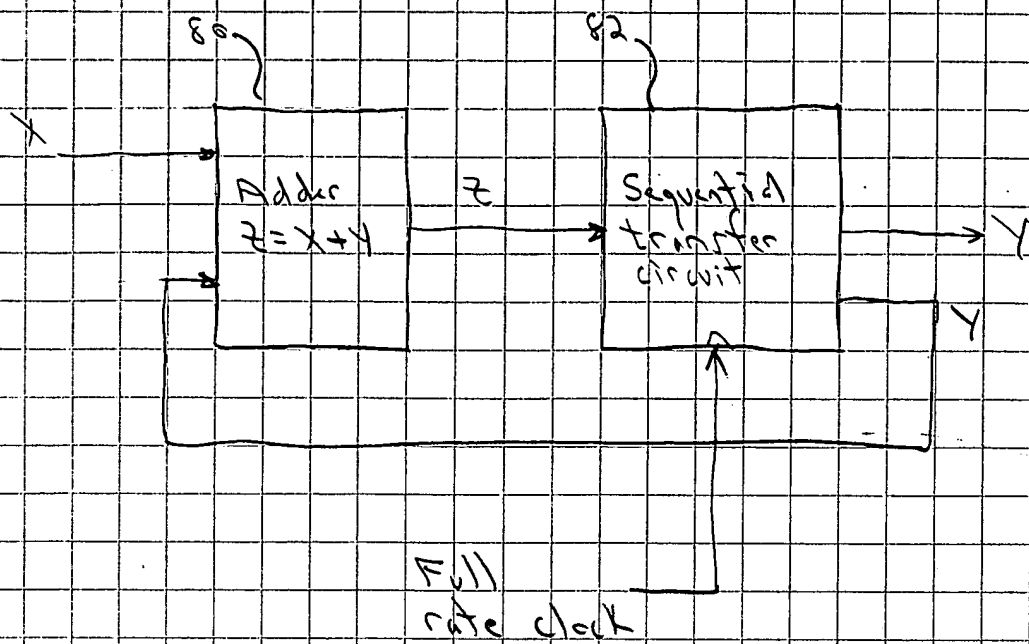 80
82
X
Adder
Z = X + Y
Z
Sequential
transfer
circuit
Y
Y
Full
rate clock